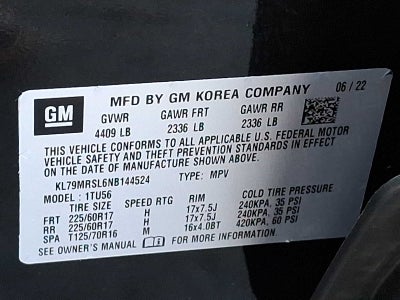 GM
MFD BY GM KOREA COMPANY 06/22
GVWR GAWR FRT GAWR RR
4409 LB 2336 LB 2336 LB
THIS VEHICLE CONFORMS TO ALL APPLICABLE U.S. FEDERAL MOTOR
VEHICLE SAFETY AND THEFT PREVENTION STANDARDS IN EFFECT
ON THE DATE OF MANUFACTURE SHOWN ABOVE.
KL79MRSL6NB144524 TYPE: MPV
MODEL: 1TU56
TIRE SIZE SPEED RTG RIM COLD TIRE PRESSURE
FRT 225/60R17 H 17x7.5J 240KPA, 35 PSI
RR 225/60R17 H 17x7.5J 240KPA, 35 PSI
SPA T125/70R16 M 16x4.0BT 420KPA, 60 PSI
SEE OWNER'S MANUAL FOR MORE INFORMATION